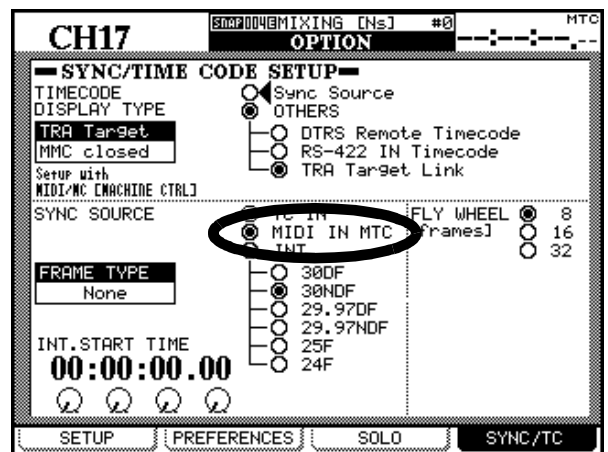 CH17
SNAP004BMIXING [Ns] #0
MTC
OPTION
--:--:--.--
SYNC/TIME CODE SETUP
TIMECODE
DISPLAY TYPE
Sync Source
OTHERS
TRA Target
MMC closed
DTRS Remote Timecode
RS-422 IN Timecode
TRA Target Link
Setup with
MIDI/MC [MACHINE CTRL]
SYNC SOURCE
TC IN
MIDI IN MTC
INT
FLY WHEEL
frames]
8
16
32
FRAME TYPE
None
30DF
30NDF
29.97DF
29.97NDF
25F
24F
INT.START TIME
00:00:00.00
SETUP
PREFERENCES
SOLO
SYNC/TC